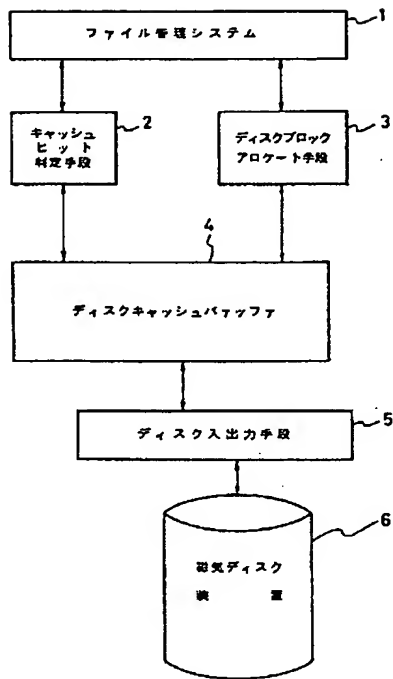 1
ファイル管理システム
2
キャッシュ
ヒット
判定手段
3
ディスクブロック
アロケート手段
4
ディスクキャッシュバァッファ
5
ディスク入出力手段
6
磁気ディスク
装 置